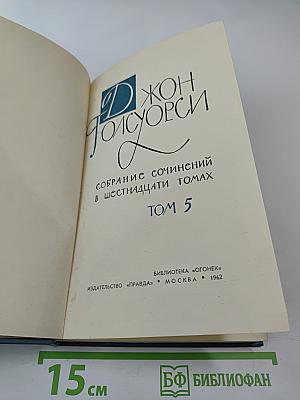 ДЖОН
ГОЛСУОРСИ
СОБРАНИЕ СОЧИНЕНИЙ
В ШЕСТНАДЦАТИ ТОМАХ
ТОМ 5
БИБЛИОТЕКА «ОГОНЕК»
ИЗДАТЕЛЬСТВО «ПРАВДА» • МОСКВА • 1962
15 см
БФ БИБЛИОФАН